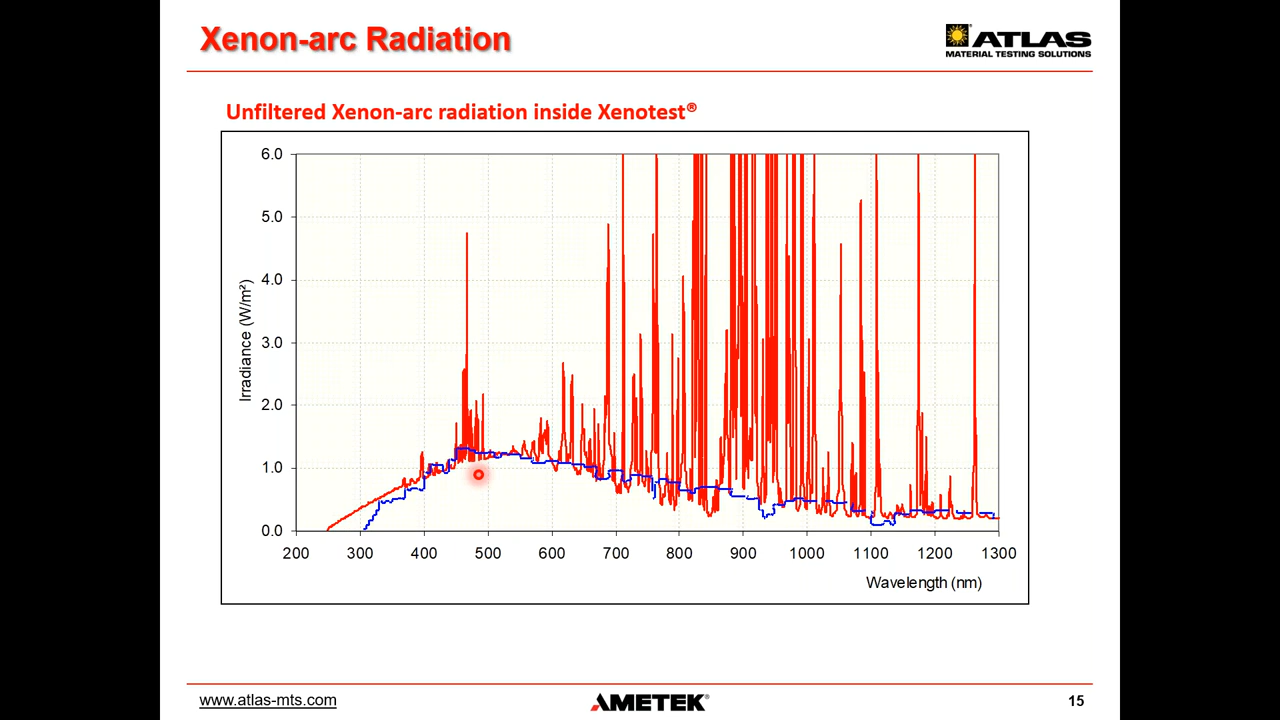 Xenon-arc Radiation
ATLAS
MATERIAL TESTING SOLUTIONS
Unfiltered Xenon-arc radiation inside Xenotest®
6.0
5.0
4.0
3.0
2.0
1.0
0.0
Irradiance (W/m²)
200 300 400 500 600 700 800 900 1000 1100 1200 1300
Wavelength (nm)
www.atlas-mts.com
AMETEK®
15